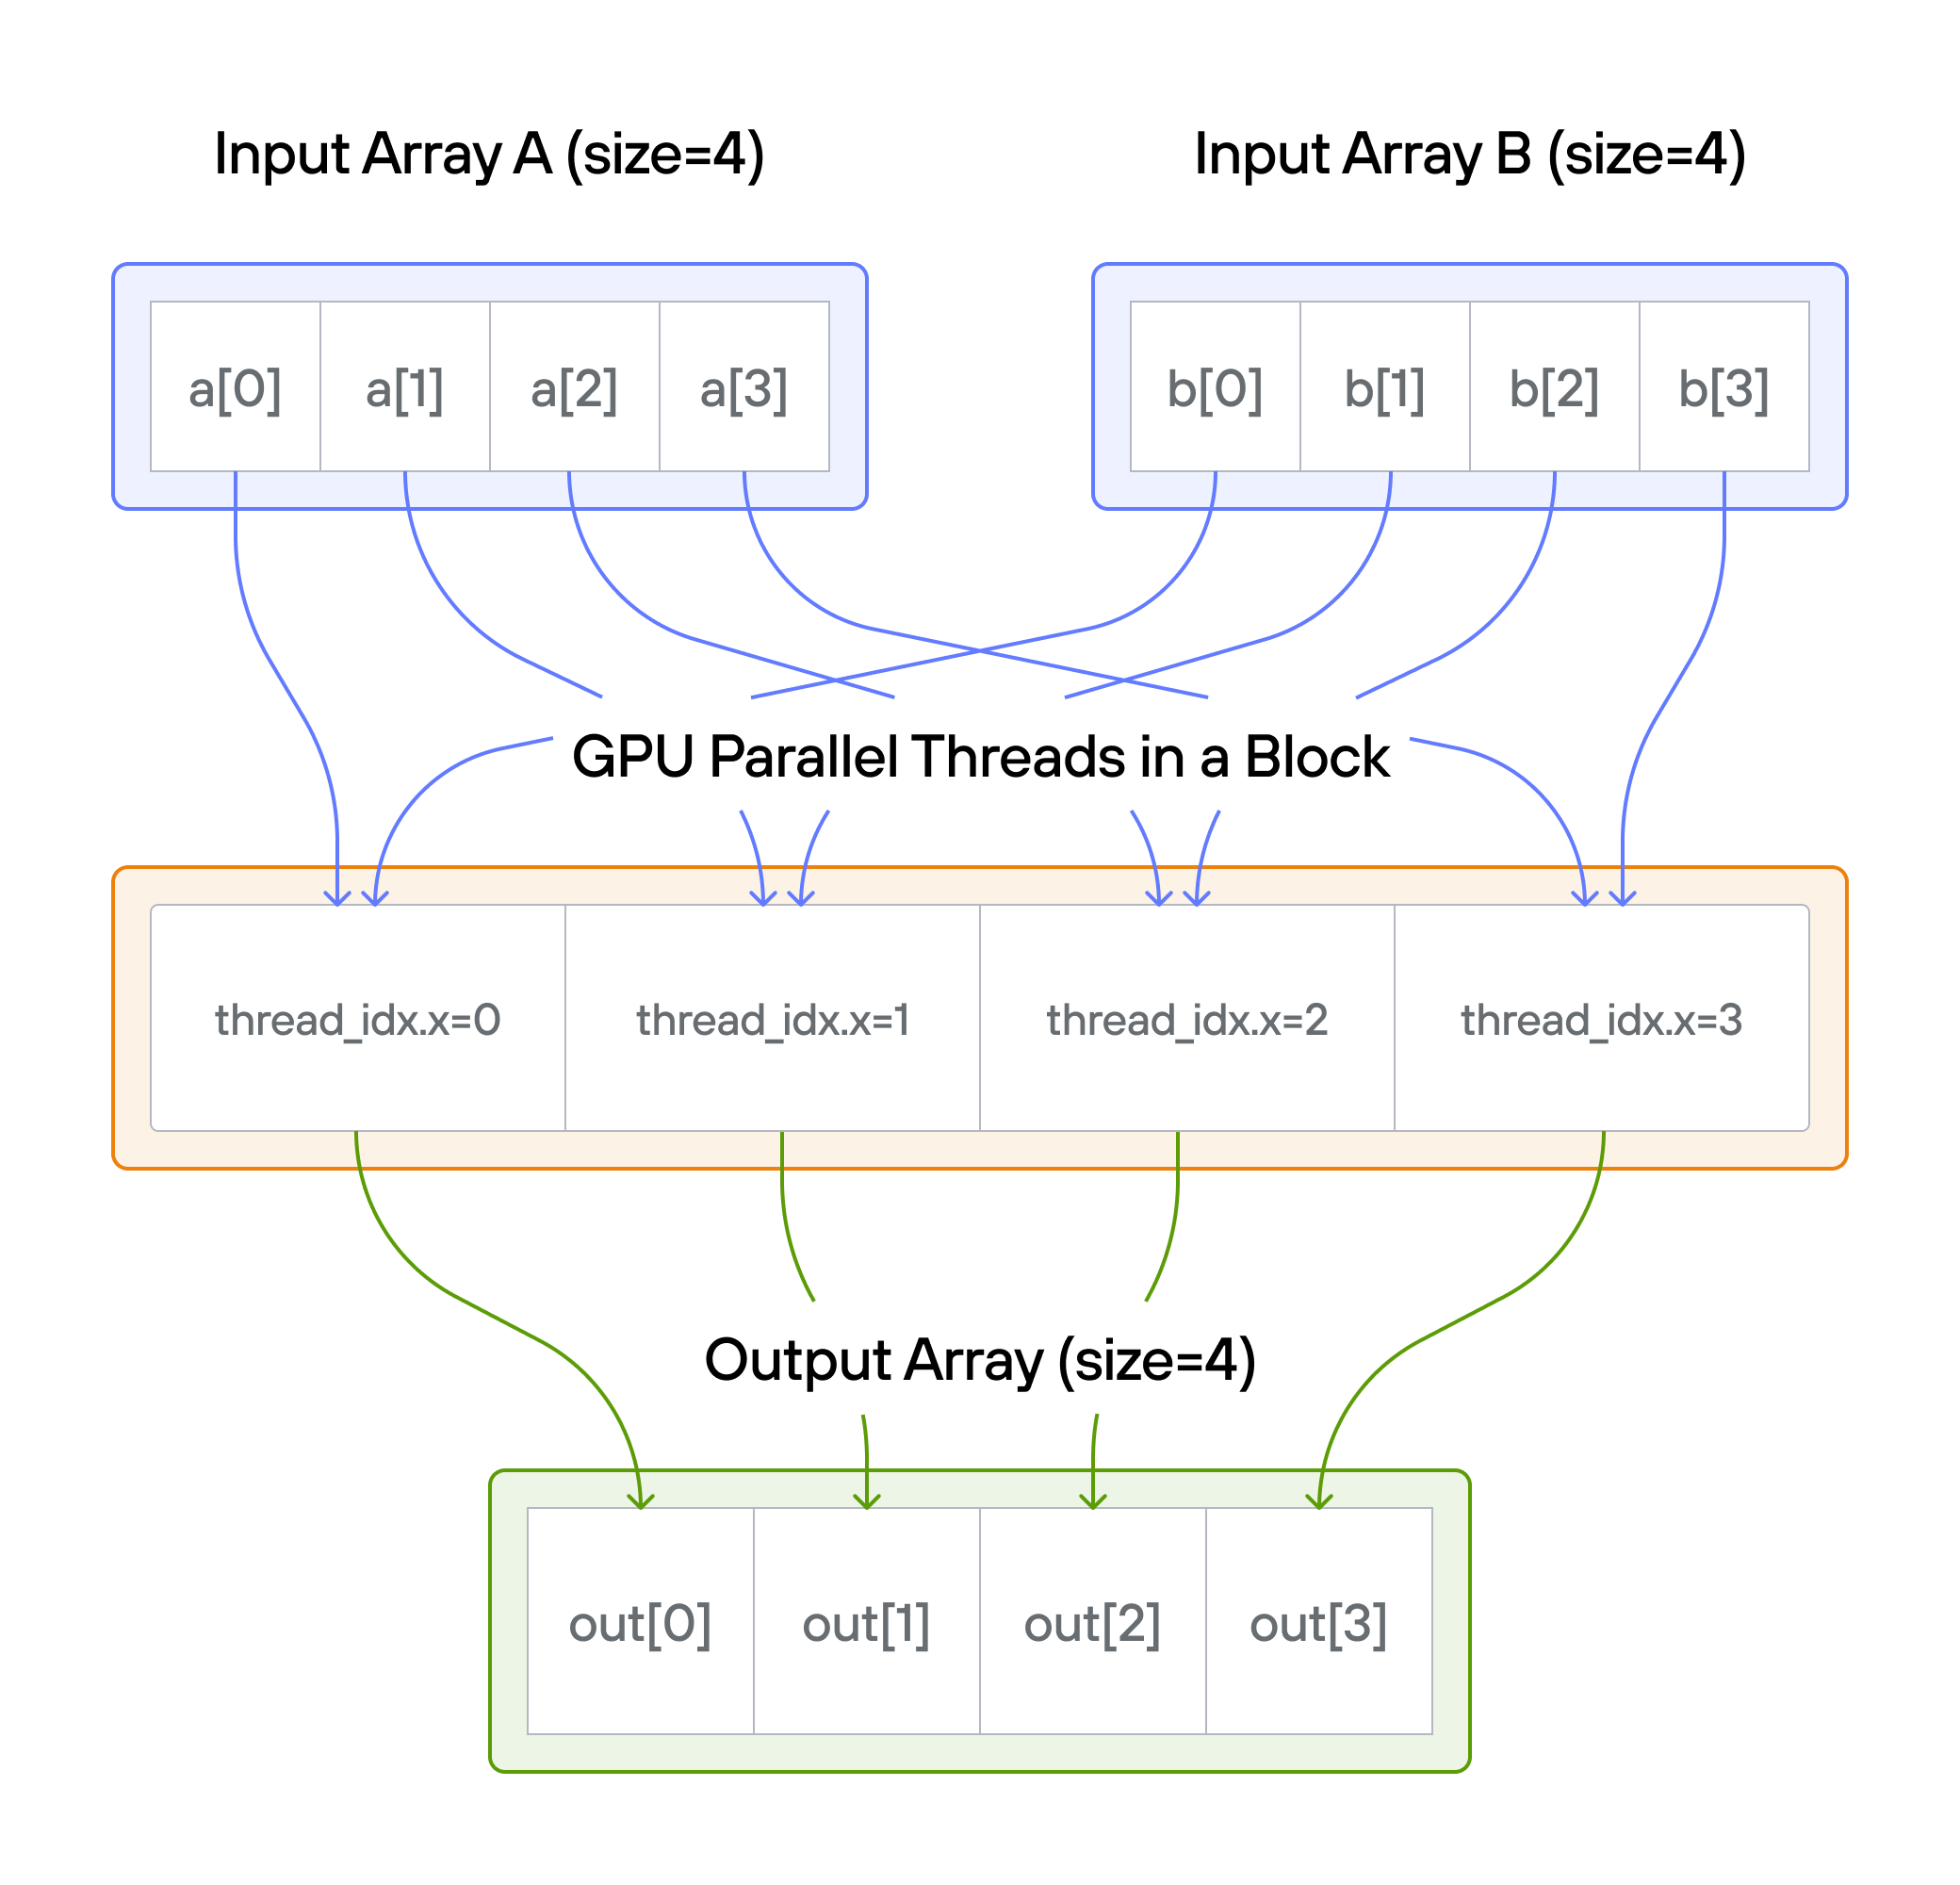 Input Array A (size=4)
Input Array B (size=4)
a[0] a[1] a[2] a[3]
b[0] b[1] b[2] b[3]
GPU Parallel Threads in a Block
thread_idx.x=0 thread_idx.x=1 thread_idx.x=2 thread_idx.x=3
Output Array (size=4)
out[0] out[1] out[2] out[3]